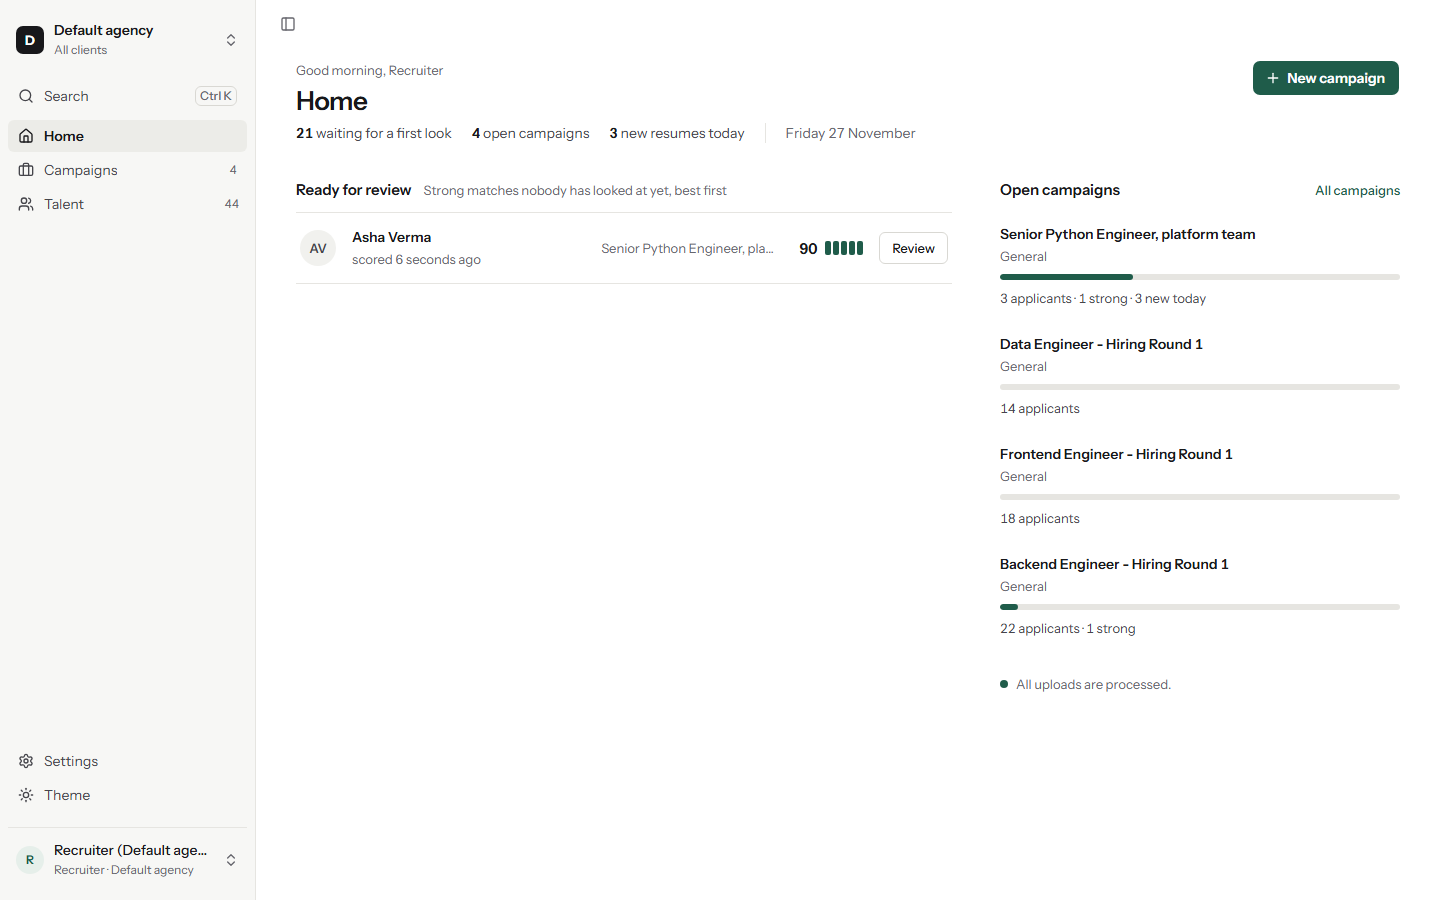 D
Default agency
All clients
Search
Ctrl K
Home
Campaigns 4
Talent 44
Settings
Theme
R
Recruiter (Default age...
Recruiter · Default agency
Good morning, Recruiter
Home
21 waiting for a first look 4 open campaigns 3 new resumes today Friday 27 November
New campaign
Ready for review Strong matches nobody has looked at yet, best first
AV
Asha Verma
scored 6 seconds ago
Senior Python Engineer, pla...
90
Review
Open campaigns All campaigns
Senior Python Engineer, platform team
General
3 applicants · 1 strong · 3 new today
Data Engineer - Hiring Round 1
General
14 applicants
Frontend Engineer - Hiring Round 1
General
18 applicants
Backend Engineer - Hiring Round 1
General
22 applicants · 1 strong
All uploads are processed.